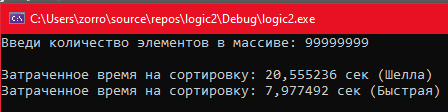 C:\Users\zorro\source\repos\logic2\Debug\logic2.exe
Введи количество элементов в массиве: 99999999
Затраченное время на сортировку: 20,555236 сек (Шелла)
Затраченное время на сортировку: 7,977492 сек (Быстрая)